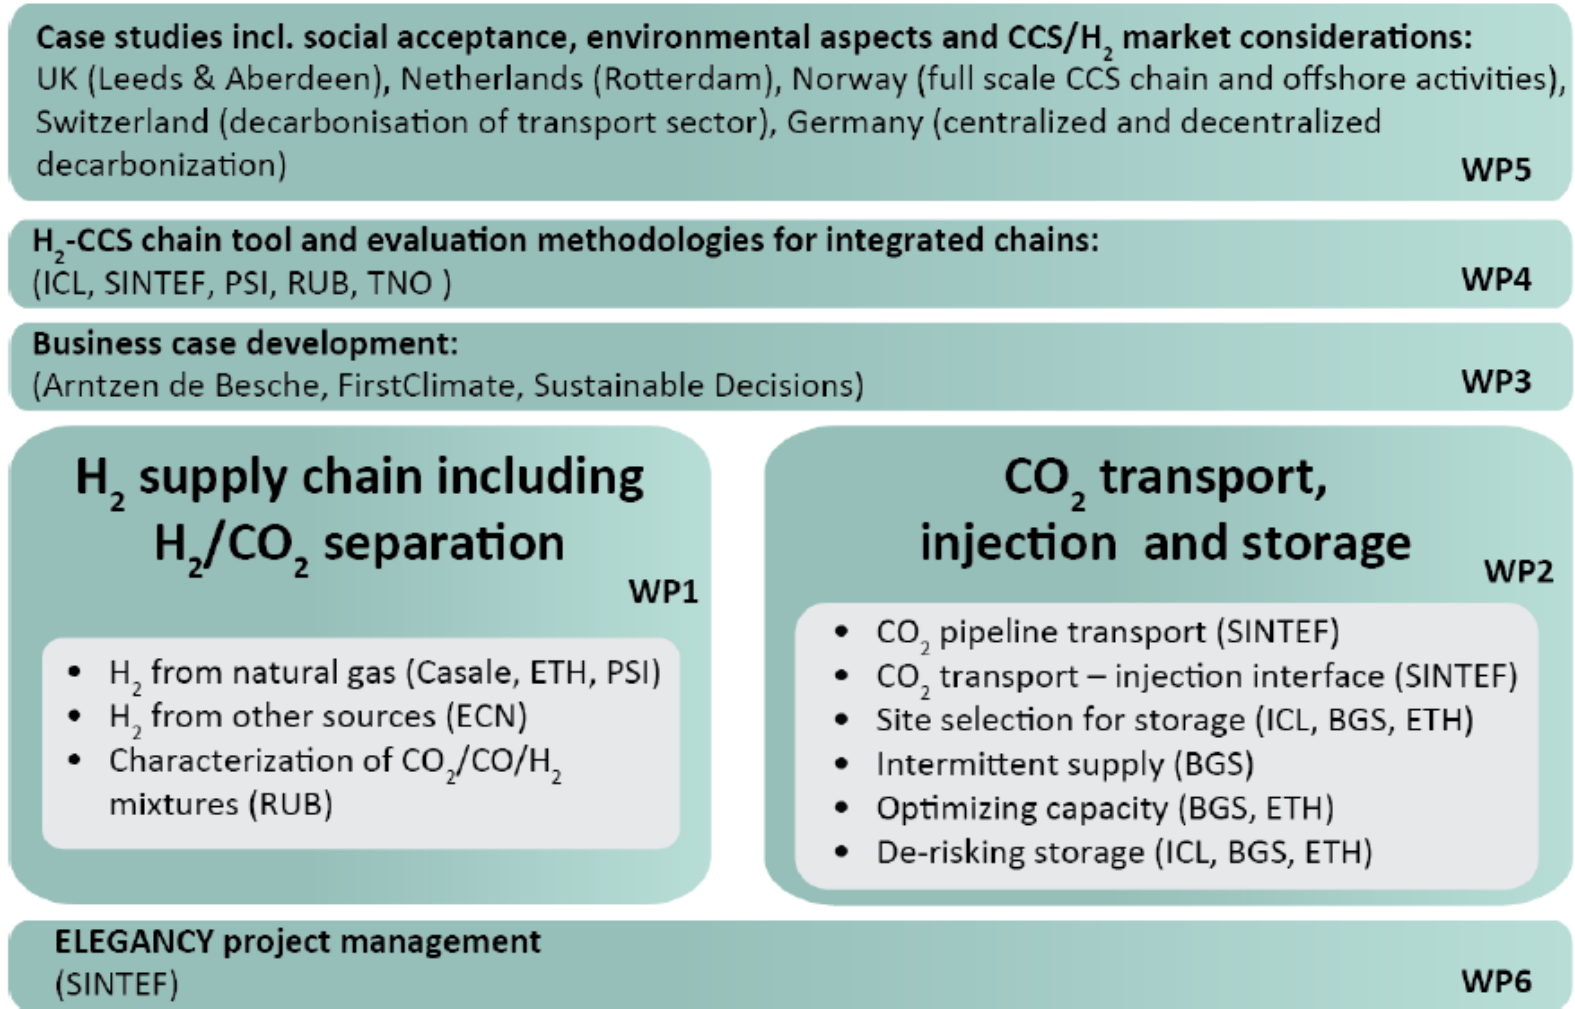 Case studies incl. social acceptance, environmental aspects and CCS/H2 market considerations:
UK (Leeds & Aberdeen), Netherlands (Rotterdam), Norway (full scale CCS chain and offshore activities),
Switzerland (decarbonisation of transport sector), Germany (centralized and decentralized
decarbonization)
WP5
H2-CCS chain tool and evaluation methodologies for integrated chains:
(ICL, SINTEF, PSI, RUB, TNO )
WP4
Business case development:
(Arntzen de Besche, FirstClimate, Sustainable Decisions)
WP3
H2 supply chain including
H2/CO2 separation
WP1
• H2 from natural gas (Casale, ETH, PSI)
• H2 from other sources (ECN)
• Characterization of CO2/CO/H2
mixtures (RUB)
CO2 transport,
injection and storage
WP2
• CO2 pipeline transport (SINTEF)
• CO2 transport – injection interface (SINTEF)
• Site selection for storage (ICL, BGS, ETH)
• Intermittent supply (BGS)
• Optimizing capacity (BGS, ETH)
• De-risking storage (ICL, BGS, ETH)
ELEGANCY project management
(SINTEF)
WP6